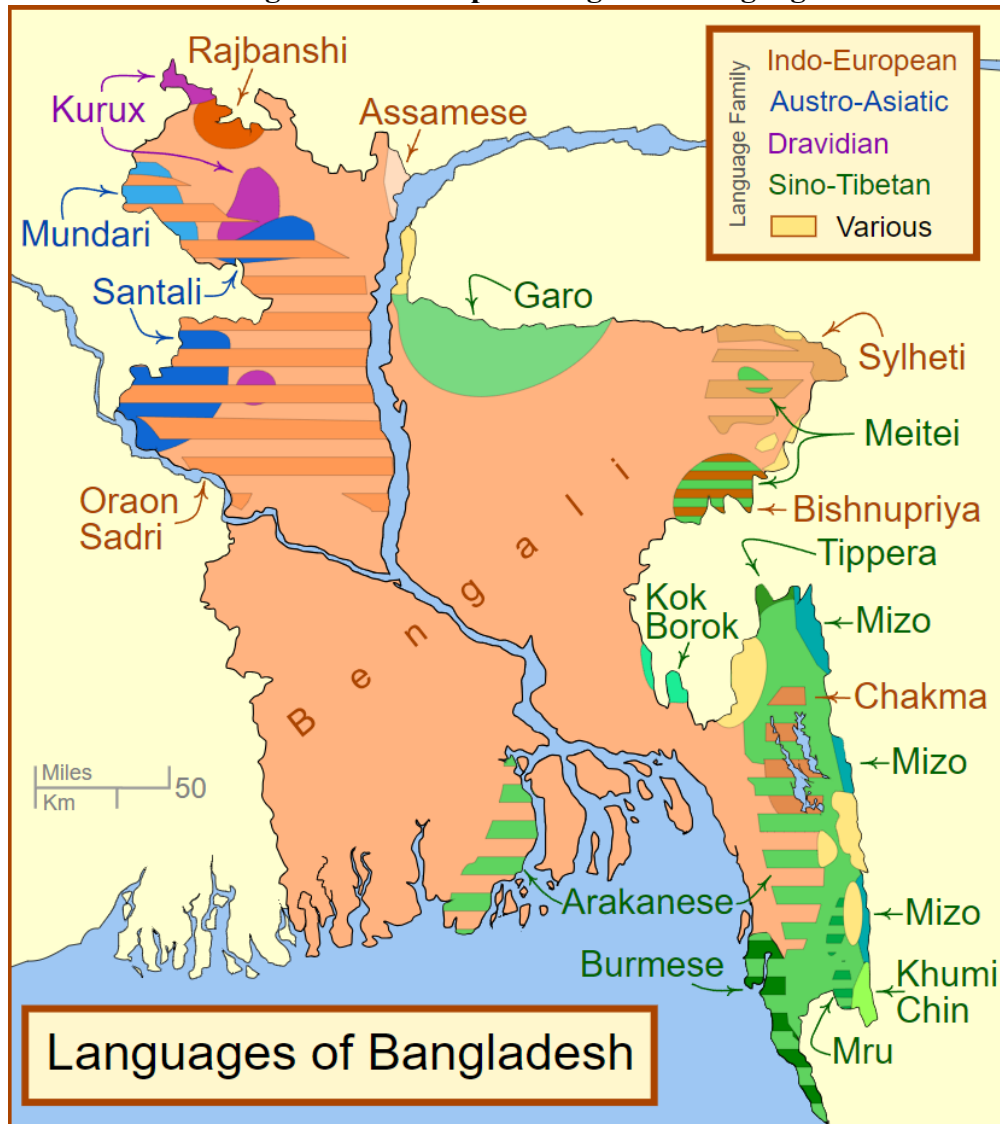 Rajbanshi
Kurux
Assamese
Mundari
Santali
Garo
Sylheti
Meitei
Bishnupriya
Oraon
Sadri
Tippera
Kok
Borok
Mizo
Chakma
Mizo
Bengali
Miles
Km
50
Arakanese
Mizo
Burmese
Khumi
Chin
Mru
Language Family
Indo-European
Austro-Asiatic
Dravidian
Sino-Tibetan
Various
Languages of Bangladesh